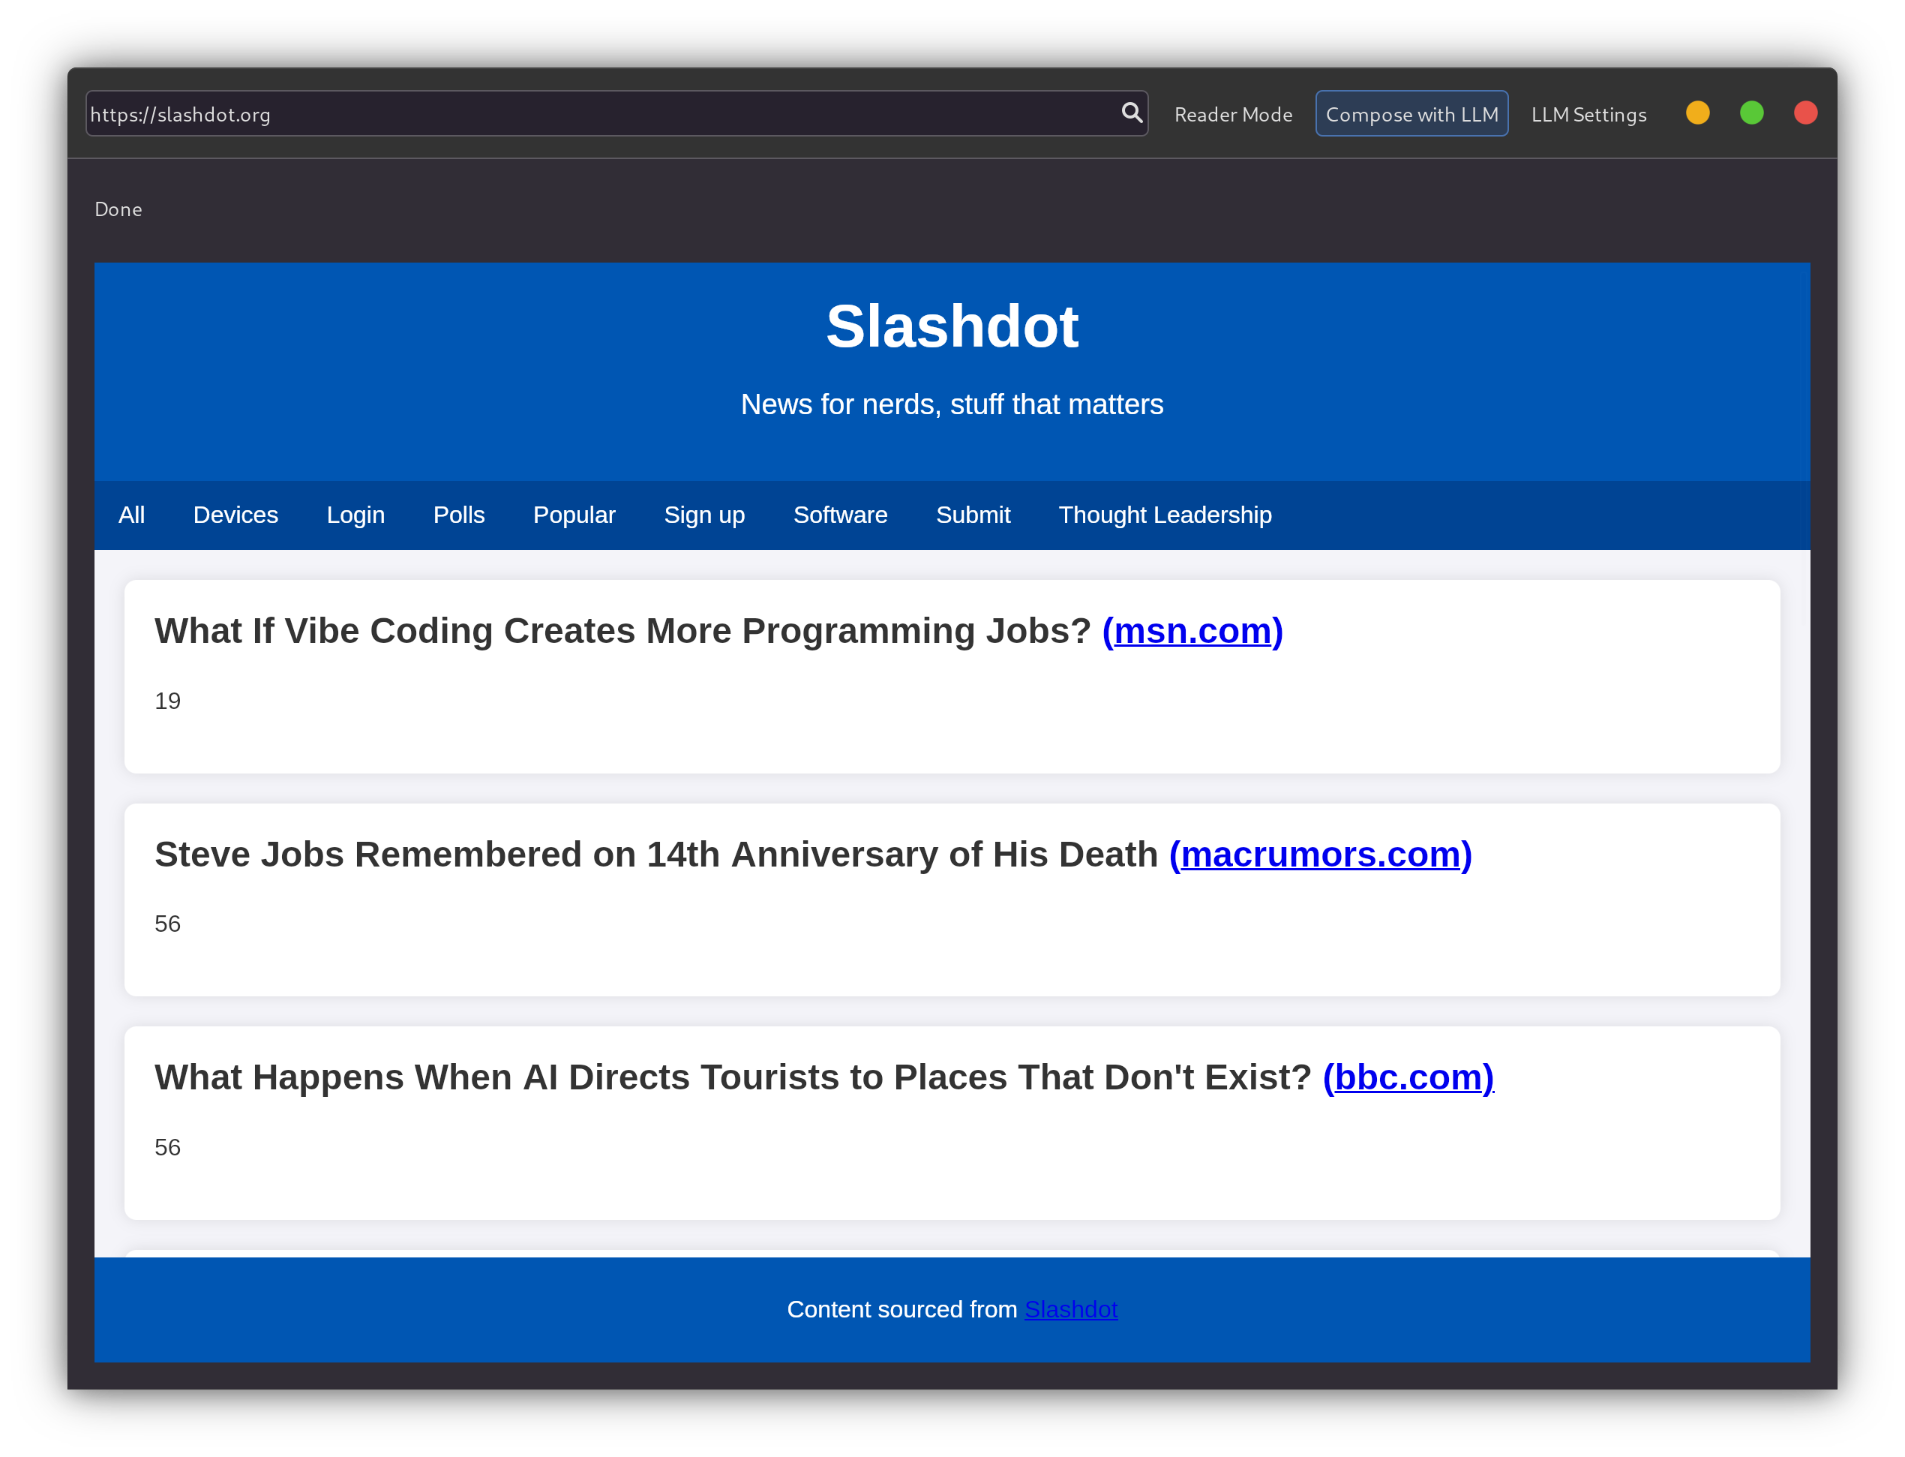 https://slashdot.org Reader Mode Compose with LLM LLM Settings
Done
Slashdot
News for nerds, stuff that matters
All Devices Login Polls Popular Sign up Software Submit Thought Leadership
What If Vibe Coding Creates More Programming Jobs? (msn.com)
19
Steve Jobs Remembered on 14th Anniversary of His Death (macrumors.com)
56
What Happens When AI Directs Tourists to Places That Don't Exist? (bbc.com)
56
Content sourced from Slashdot